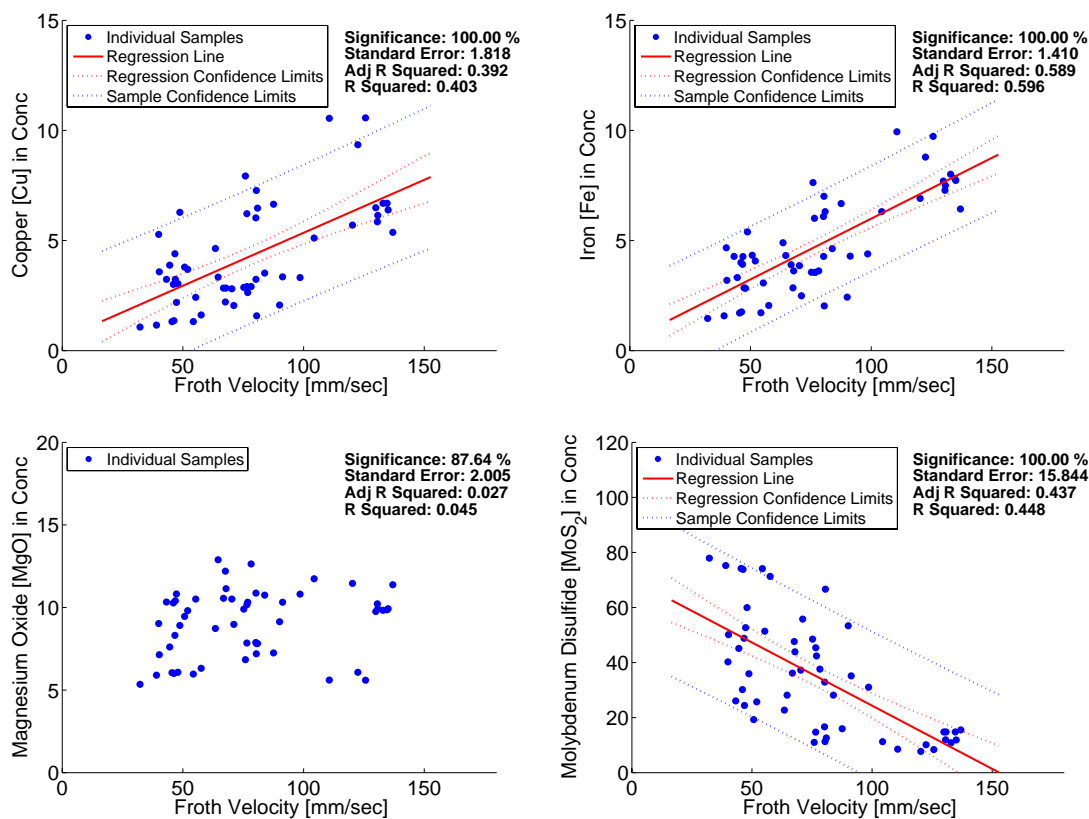 15
10
5
0
0
50
100
150
Copper [Cu] in Conc
Froth Velocity [mm/sec]
Individual Samples
Regression Line
Regression Confidence Limits
Sample Confidence Limits
Significance: 100.00 %
Standard Error: 1.818
Adj R Squared: 0.392
R Squared: 0.403
15
10
5
0
0
50
100
150
Iron [Fe] in Conc
Froth Velocity [mm/sec]
Individual Samples
Regression Line
Regression Confidence Limits
Sample Confidence Limits
Significance: 100.00 %
Standard Error: 1.410
Adj R Squared: 0.589
R Squared: 0.596
20
15
10
5
0
0
50
100
150
Magnesium Oxide [MgO] in Conc
Froth Velocity [mm/sec]
Individual Samples
Significance: 87.64 %
Standard Error: 2.005
Adj R Squared: 0.027
R Squared: 0.045
120
100
80
60
40
20
0
0
50
100
150
Molybdenum Disulfide [MoS₂] in Conc
Froth Velocity [mm/sec]
Individual Samples
Regression Line
Regression Confidence Limits
Sample Confidence Limits
Significance: 100.00 %
Standard Error: 15.844
Adj R Squared: 0.437
R Squared: 0.448